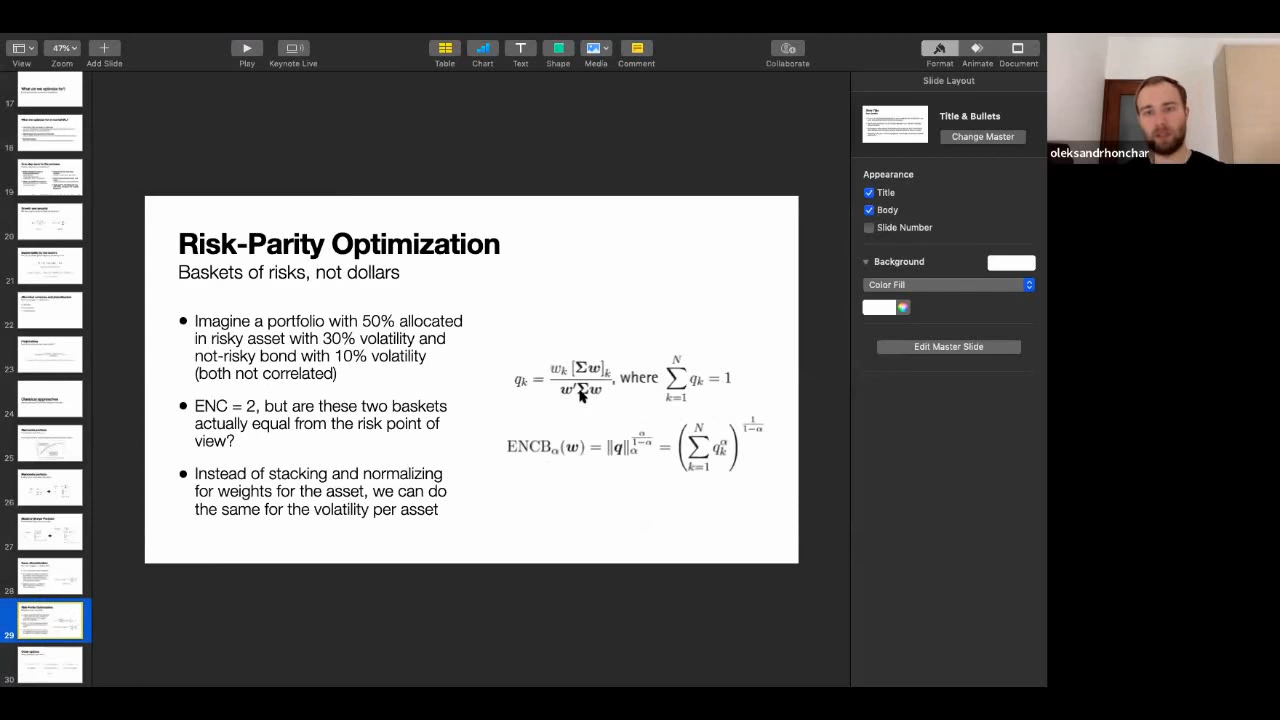 47%
View
Zoom
Add Slide
Play
Keynote Live
Table
Chart
Text
Shape
Media
Comment
Collaborate
Format
Animate
Document
Slide Layout
Title & Bullets
Change Master
Appearance
Title
Body
Slide Number
Background
Color Fill
Edit Master Slide
oleksandrhonchar
17
18
19
20
21
22
23
24
25
26
27
28
29
30
Risk-Parity Optimization
Baskets of risks, not dollars
● Imagine a portfolio with 50% allocated
in risky asset with 30% volatility and
not risky bond with 10% volatility
(both not correlated)
● ENC = 2, but are these two baskets
actually equal from the risk point of
view?
● Instead of stacking and normalizing
for weights for the asset, we can do
the same for the volatility per asset
q_k = w_k [Σw]_k / w′Σw, where ∑_{k=1}^{N} q_k = 1
ENCB_α(w) = ‖q‖_α^{α/(1−α)} = (∑_{k=1}^{N} q_k^α)^{1/(1−α)}